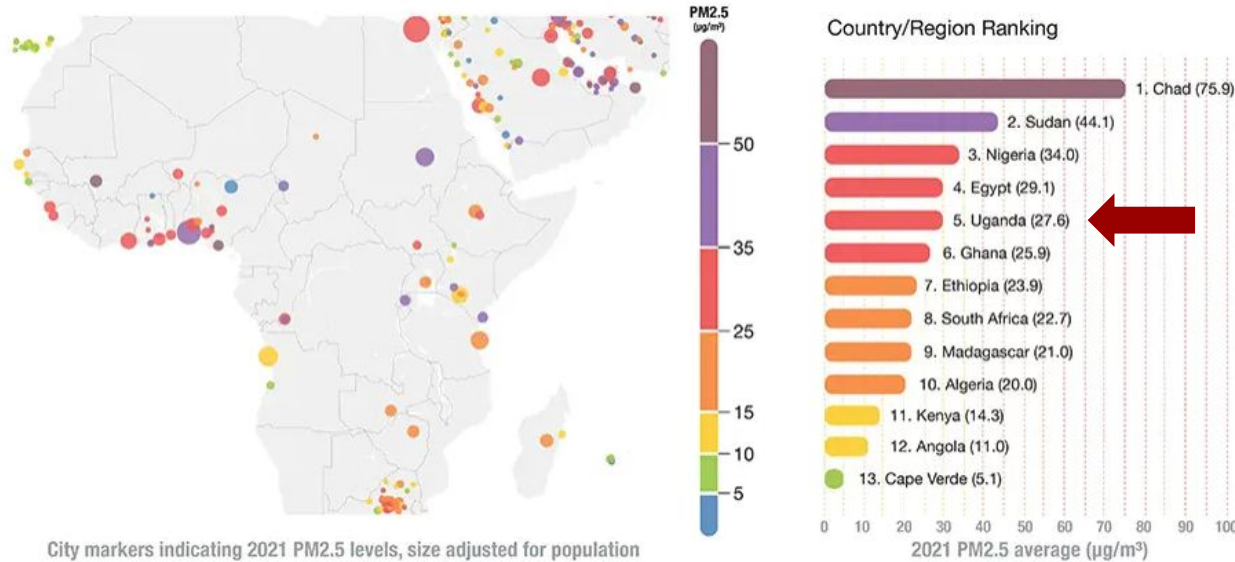 PM2.5
(µg/m³)
50
35
25
15
10
5
City markers indicating 2021 PM2.5 levels, size adjusted for population
Country/Region Ranking
1. Chad (75.9)
2. Sudan (44.1)
3. Nigeria (34.0)
4. Egypt (29.1)
5. Uganda (27.6)
6. Ghana (25.9)
7. Ethiopia (23.9)
8. South Africa (22.7)
9. Madagascar (21.0)
10. Algeria (20.0)
11. Kenya (14.3)
12. Angola (11.0)
13. Cape Verde (5.1)
0 10 20 30 40 50 60 70 80 90 100
2021 PM2.5 average (µg/m³)